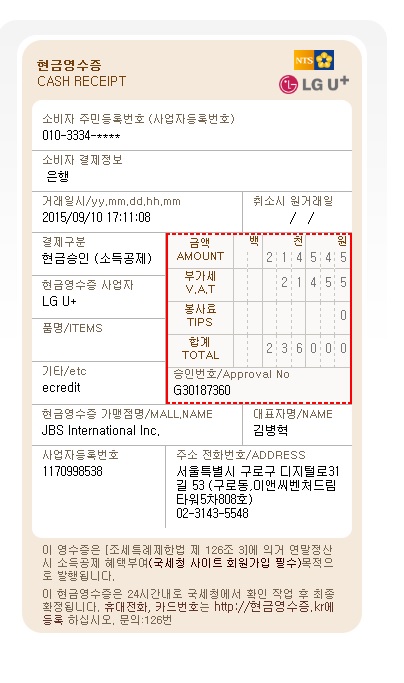 현금영수증
CASH RECEIPT
NTS
LG U+
소비자 주민등록번호 (사업자등록번호)
010-3334-****
소비자 결제정보
은행
거래일시/yy.mm.dd.hh.mm
2015/09/10 17:11:08
취소시 원거래일
/ /
결제구분
현금승인 (소득공제)
현금영수증 사업자
LG U+
품명/ITEMS
기타/etc
ecredit
금액 백 천 원
AMOUNT 2 1 4 5 4 5
부가세
V.A.T 2 1 4 5 5
봉사료
TIPS 0
합계
TOTAL 2 3 6 0 0 0
승인번호/Approval No
G30187360
현금영수증 가맹점명/MALL.NAME
JBS International Inc.
대표자명/NAME
김병혁
사업자등록번호
1170998538
주소 전화번호/ADDRESS
서울특별시 구로구 디지털로31
길 53 (구로동,이앤씨벤처드림
타워5차808호)
02-3143-5548
이 영수증은 [조세특례제한법 제 126조 3]에 의거 연말정산
시 소득공제 혜택부여(국세청 사이트 회원가입 필수)목적으
로 발행됩니다.
이 현금영수증은 24시간내로 국세청에서 확인 작업 후 최종
확정됩니다. 휴대전화, 카드번호는 http://현금영수증.kr에
등록 하십시오. 문의:126번